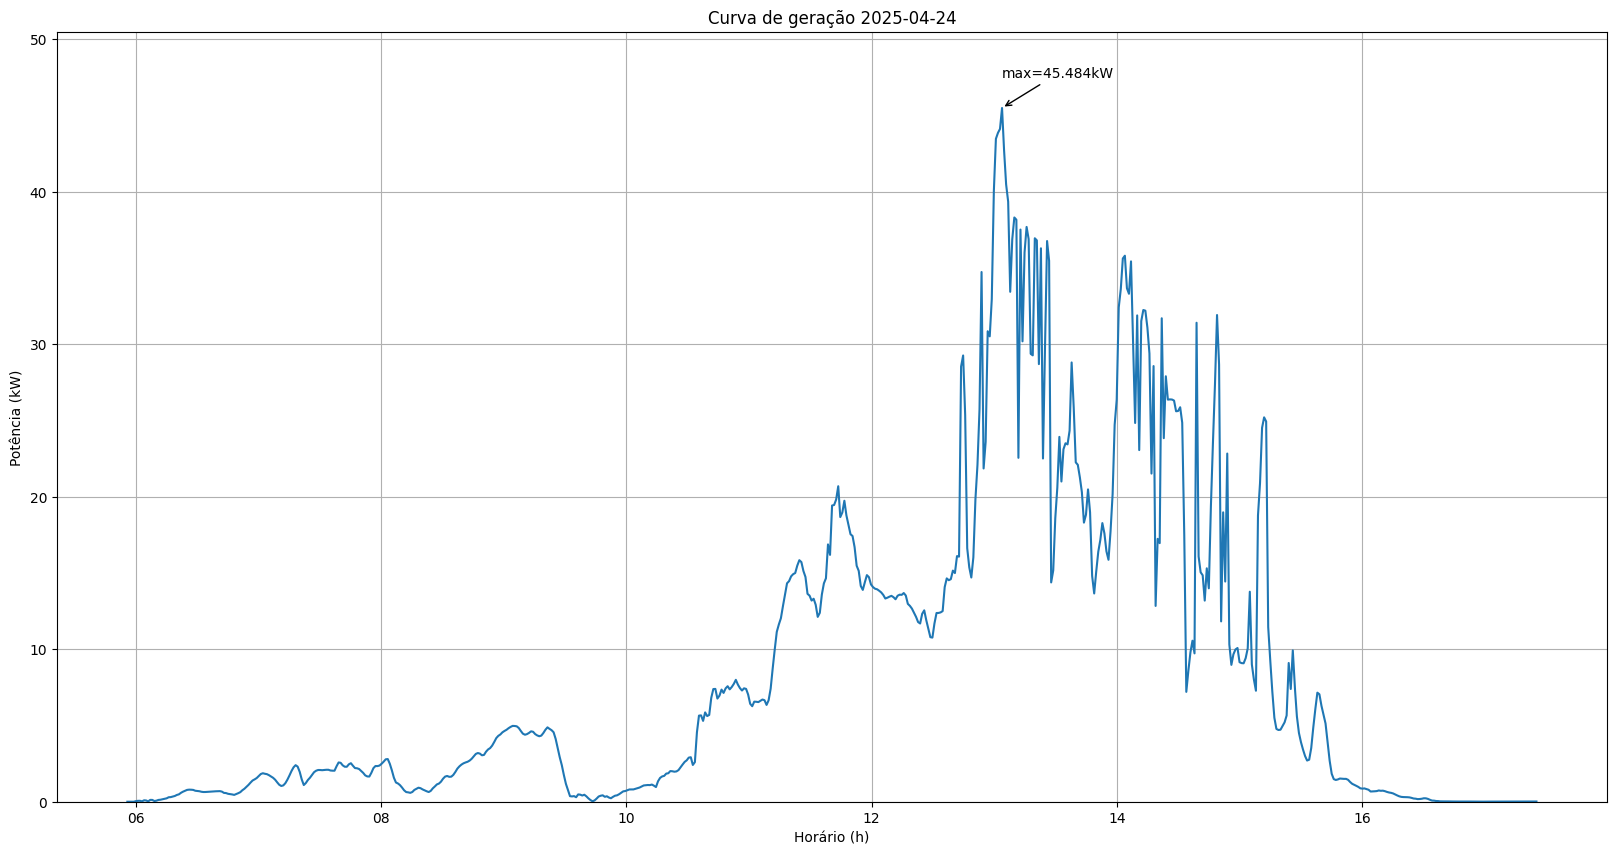 Curva de geração 2025-04-24
50
max=45.484kW
40
30
Potência (kW)
20
10
0
06 08 10 12 14 16
Horário (h)